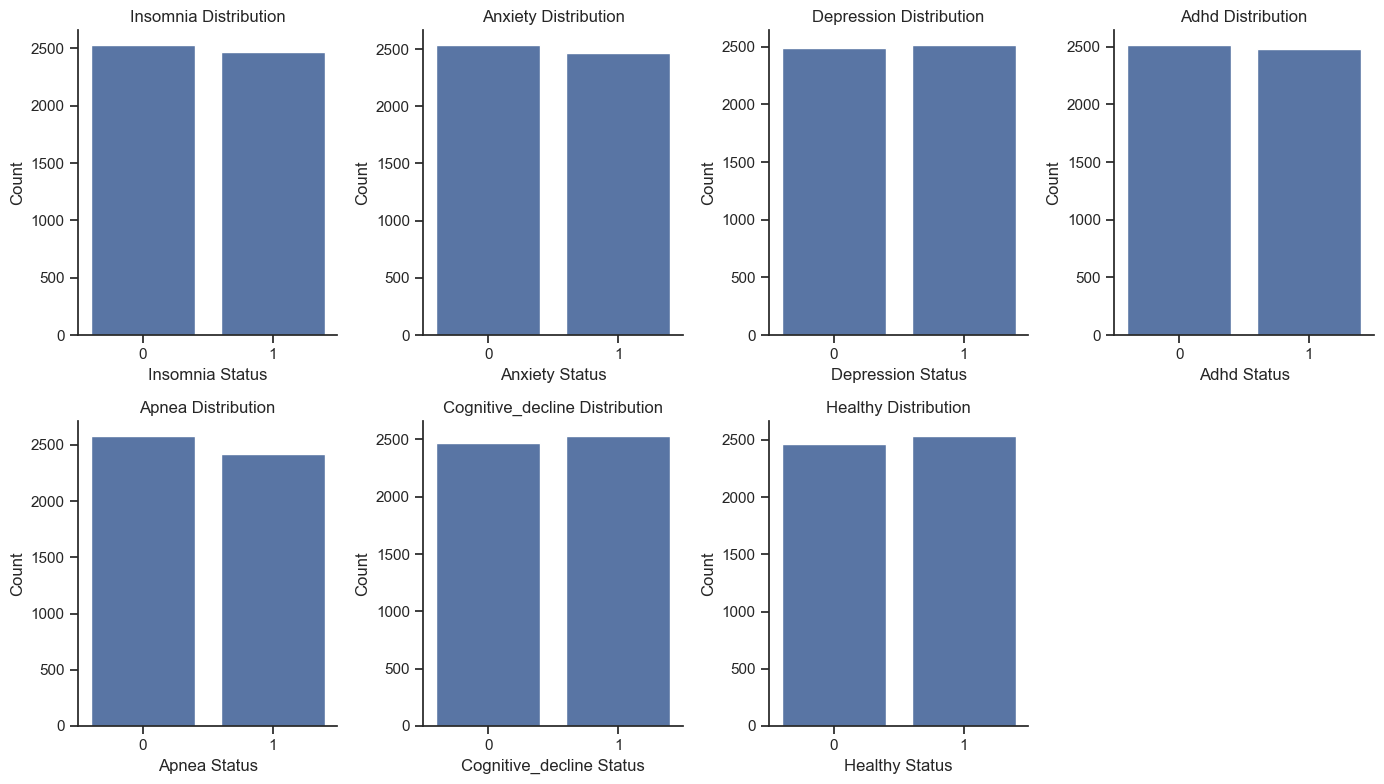 Insomnia Distribution
2500
2000
1500
1000
500
0
Count
0 1
Insomnia Status
Anxiety Distribution
2500
2000
1500
1000
500
0
Count
0 1
Anxiety Status
Depression Distribution
2500
2000
1500
1000
500
0
Count
0 1
Depression Status
Adhd Distribution
2500
2000
1500
1000
500
0
Count
0 1
Adhd Status
Apnea Distribution
2500
2000
1500
1000
500
0
Count
0 1
Apnea Status
Cognitive_decline Distribution
2500
2000
1500
1000
500
0
Count
0 1
Cognitive_decline Status
Healthy Distribution
2500
2000
1500
1000
500
0
Count
0 1
Healthy Status